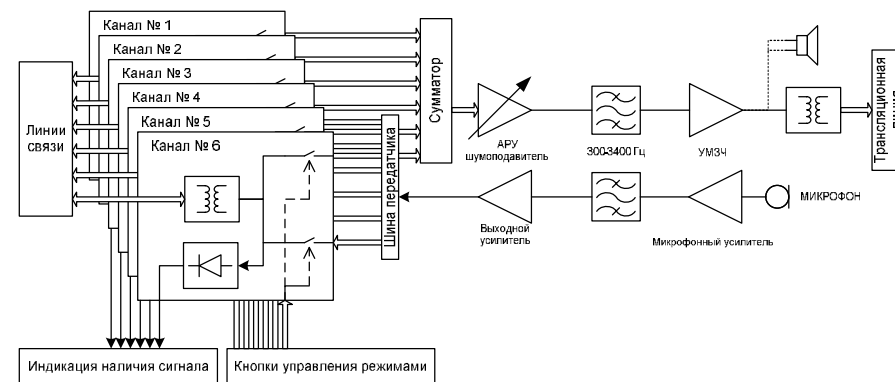 Канал № 1
Канал № 2
Канал № 3
Канал № 4
Канал № 5
Канал № 6
Линии
связи
Сумматор
Шина передатчика
АРУ
шумоподавитель
300-3400 Гц
УМЗЧ
Трансляционная
Выходной
усилитель
Микрофонный усилитель
МИКРОФОН
Индикация наличия сигнала
Кнопки управления режимами